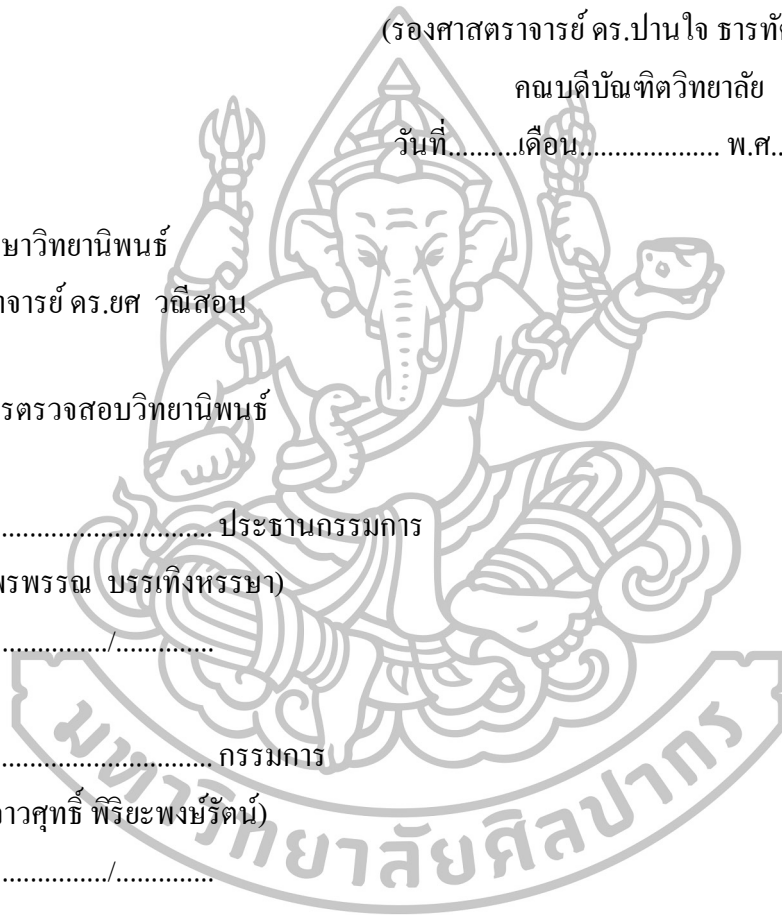 (รองศาสตราจารย์ ดร.ปานใจ
คณบดีบัณฑิตวิทยาลัย
วันที่..........เดือน.................... พ.ศ..
ษาวิทยานิพนธ์
าจารย์ ดร.ยศ วณีสอน
รตรวจสอบวิทยานิพนธ์
................................ ประธานกรรมการ
พรพรรณ บรรเทิงหรรษา)
................/..............
................................ กรรมการ
าวศุทธิ์ พิริยะพงษ์รัตน์)
................/..............
มหาวิทยาลัยศิลปากร